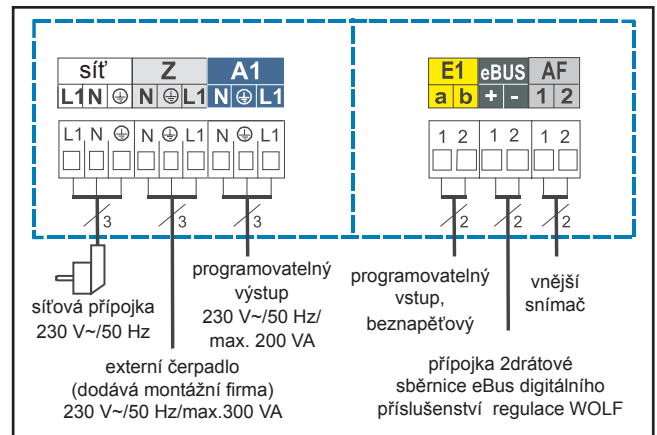 síť Z A1
L1 N ⏚ N ⏚ L1 N ⏚ L1
L1 N ⏚ N ⏚ L1 N ⏚ L1
3 3 3
síťová přípojka
230 V~/50 Hz
externí čerpadlo
(dodává montážní firma)
230 V~/50 Hz/max.300 VA
programovatelný
výstup
230 V~/50 Hz/
max. 200 VA
E1 eBUS AF
a b + - 1 2
1 2 1 2 1 2
2 2 2
programovatelný
vstup,
beznapěťový
přípojka 2drátové
sběrnice eBus digitálního
příslušenství regulace WOLF
vnější
snímač